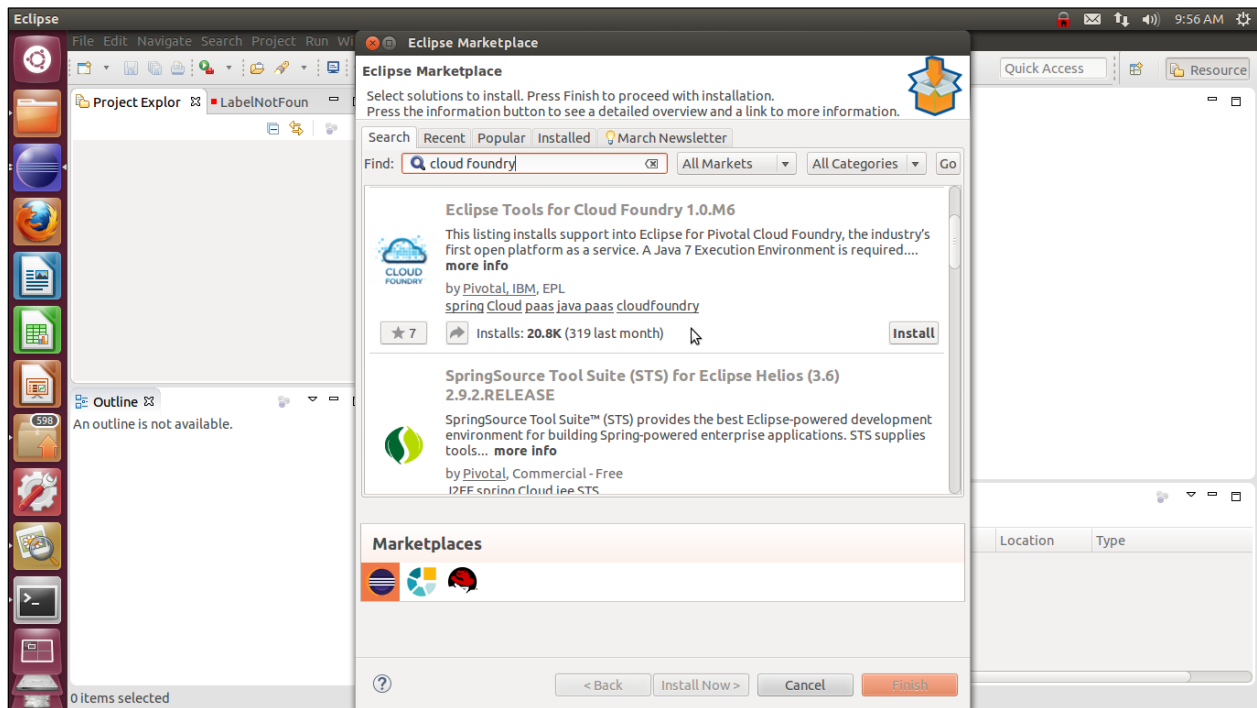 Eclipse
9:56 AM
File Edit Navigate Search Project Run Wi
Quick Access
Resource
Project Explor
LabelNotFoun
Outline
An outline is not available.
598
0 items selected
Eclipse Marketplace
Eclipse Marketplace
Select solutions to install. Press Finish to proceed with installation.
Press the information button to see a detailed overview and a link to more information.
Search Recent Popular Installed March Newsletter
Find: cloud foundry All Markets All Categories Go
Eclipse Tools for Cloud Foundry 1.0.M6
CLOUD
FOUNDRY
This listing installs support into Eclipse for Pivotal Cloud Foundry, the industry's
first open platform as a service. A Java 7 Execution Environment is required....
more info
by Pivotal, IBM, EPL
spring Cloud paas java paas cloudfoundry
7 Installs: 20.8K (319 last month) Install
SpringSource Tool Suite (STS) for Eclipse Helios (3.6)
2.9.2.RELEASE
SpringSource Tool Suite™ (STS) provides the best Eclipse-powered development
environment for building Spring-powered enterprise applications. STS supplies
tools... more info
by Pivotal, Commercial - Free
J2EE spring Cloud jee STS
Marketplaces
Location Type
< Back Install Now > Cancel Finish